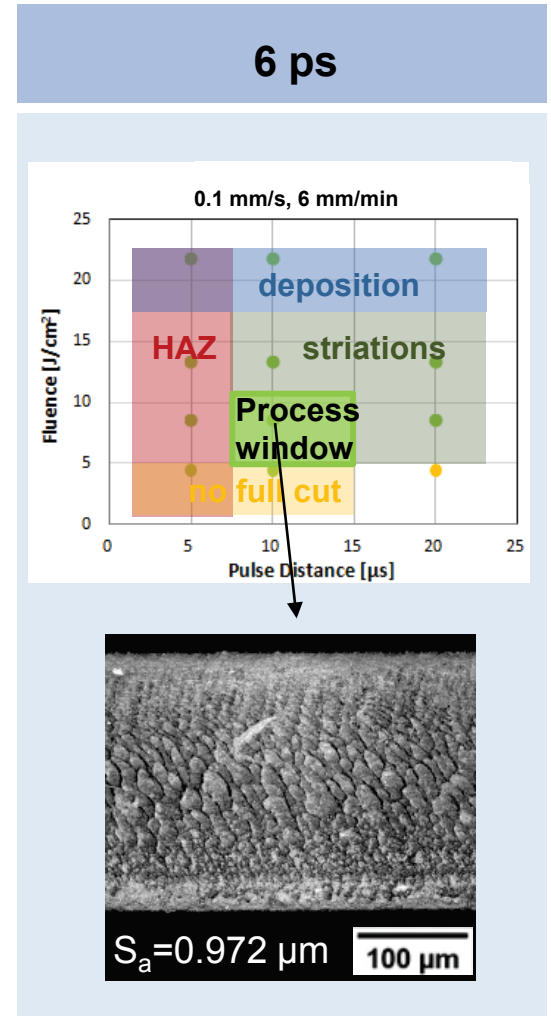 6 ps
0.1 mm/s, 6 mm/min
25
20
15
10
5
0
Fluence [J/cm²]
deposition
HAZ
striations
Process
window
no full cut
0
5
10
15
20
25
Pulse Distance [µs]
Sₐ=0.972 µm
100 µm